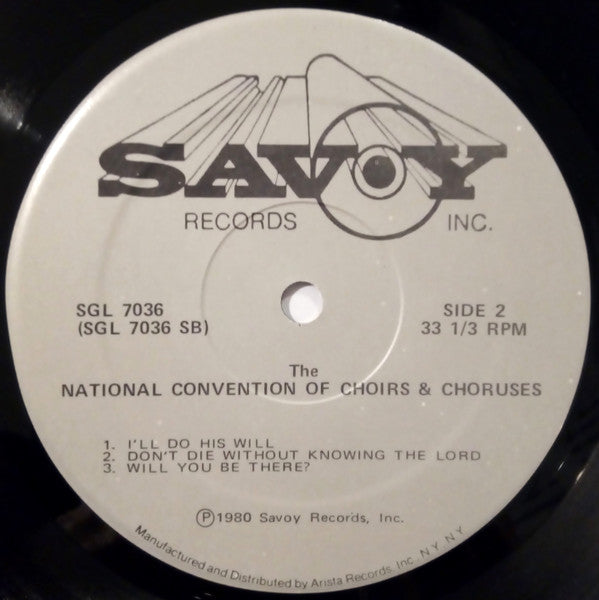 SAVOY
RECORDS INC.
SGL 7036
(SGL 7036 SB)
SIDE 2
33 1/3 RPM
The
NATIONAL CONVENTION OF CHOIRS & CHORUSES
1. I'LL DO HIS WILL
2. DON'T DIE WITHOUT KNOWING THE LORD
3. WILL YOU BE THERE?
Ⓟ1980 Savoy Records, Inc.
Manufactured and Distributed by Arista Records, Inc. N.Y. N.Y.